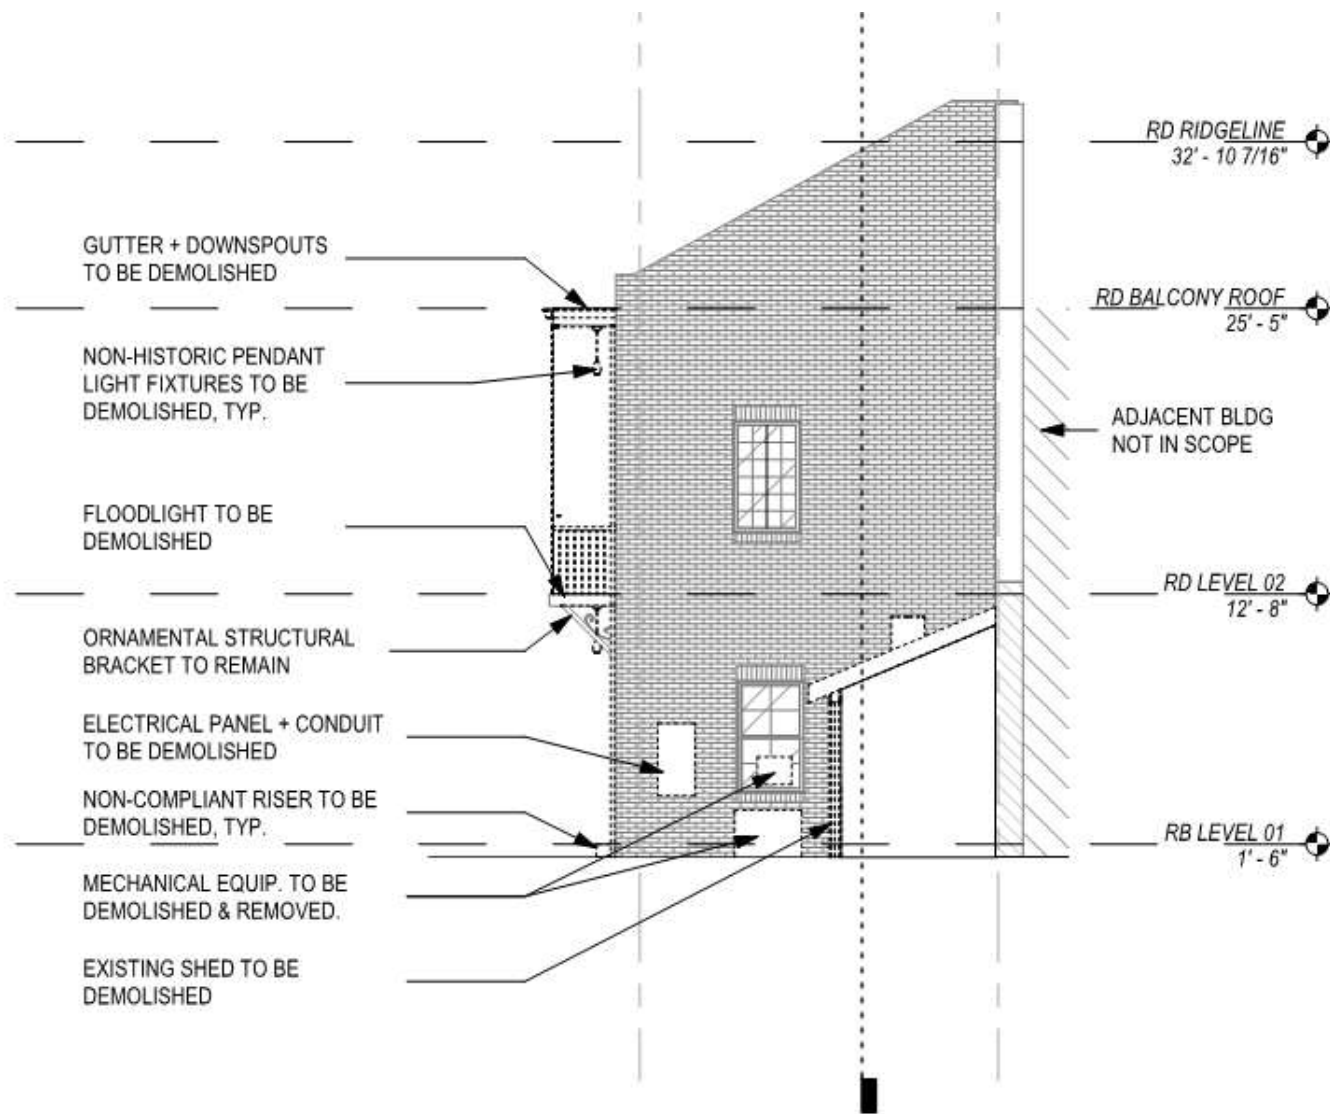 RD RIDGELINE
32' - 10 7/16"
GUTTER + DOWNSPOUTS
TO BE DEMOLISHED
RD BALCONY ROOF
25' - 5"
NON-HISTORIC PENDANT
LIGHT FIXTURES TO BE
DEMOLISHED, TYP.
ADJACENT BLDG
NOT IN SCOPE
FLOODLIGHT TO BE
DEMOLISHED
RD LEVEL 02
12' - 8"
ORNAMENTAL STRUCTURAL
BRACKET TO REMAIN
ELECTRICAL PANEL + CONDUIT
TO BE DEMOLISHED
NON-COMPLIANT RISER TO BE
DEMOLISHED, TYP.
RB LEVEL 01
1' - 6"
MECHANICAL EQUIP. TO BE
DEMOLISHED & REMOVED.
EXISTING SHED TO BE
DEMOLISHED